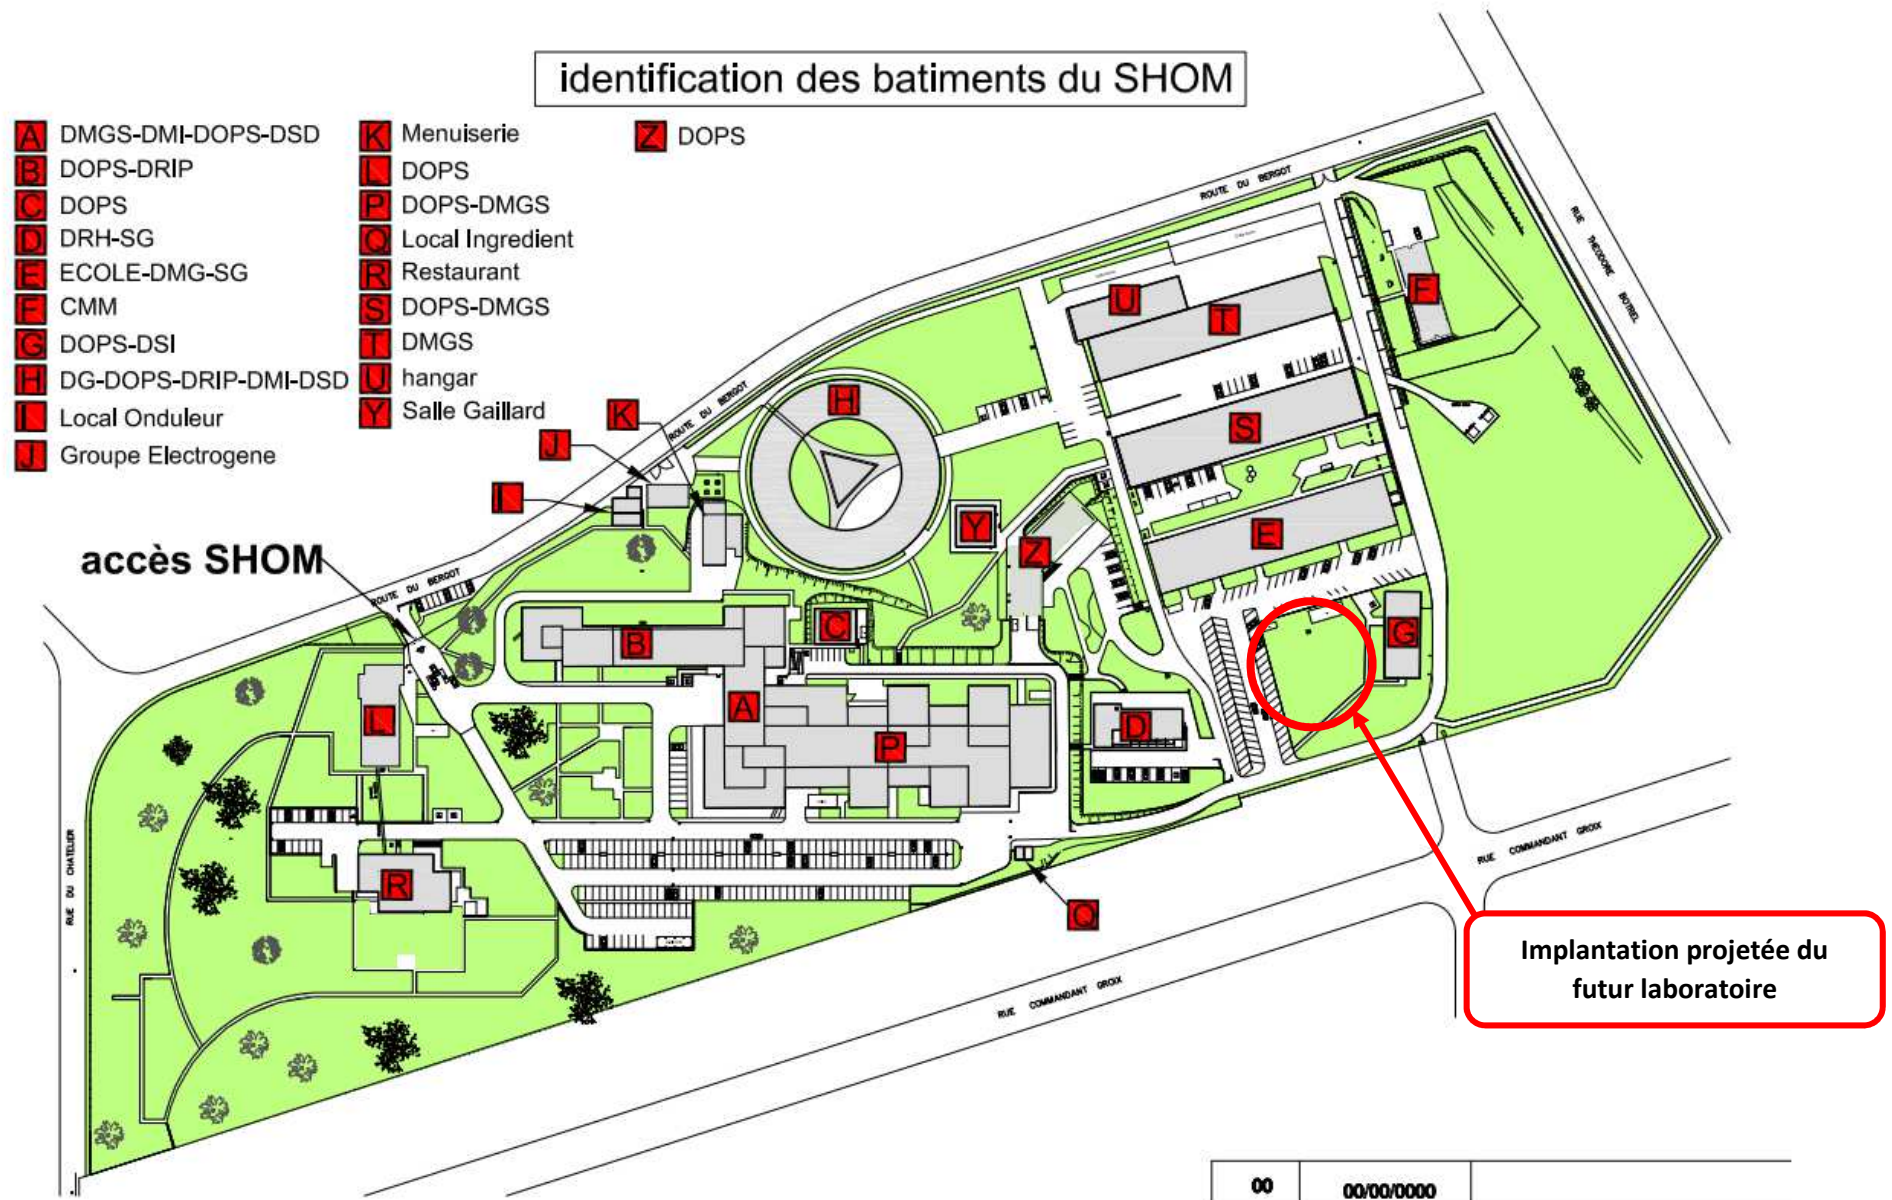 identification des batiments du SHOM
A DMGS-DMI-DOPS-DSD
B DOPS-DRIP
C DOPS
D DRH-SG
E ECOLE-DMG-SG
F CMM
G DOPS-DSI
H DG-DOPS-DRIP-DMI-DSD
I Local Onduleur
J Groupe Electrogene
K Menuiserie
L DOPS
P DOPS-DMGS
Q Local Ingredient
R Restaurant
S DOPS-DMGS
T DMGS
U hangar
Y Salle Gaillard
Z DOPS
ROUTE DU BERGOT
RUE THEODORE BOTREL
F
U
T
H
ROUTE DU BERGOT
K
J
S
I
Y
Z
E
accès SHOM
ROUTE DU BERGOT
B
C
G
L
A
D
P
RUE DU CHATELIER
R
Q
RUE COMMANDANT GROIX
RUE COMMANDANT GROIX
Implantation projetée du
futur laboratoire
00 00/00/0000